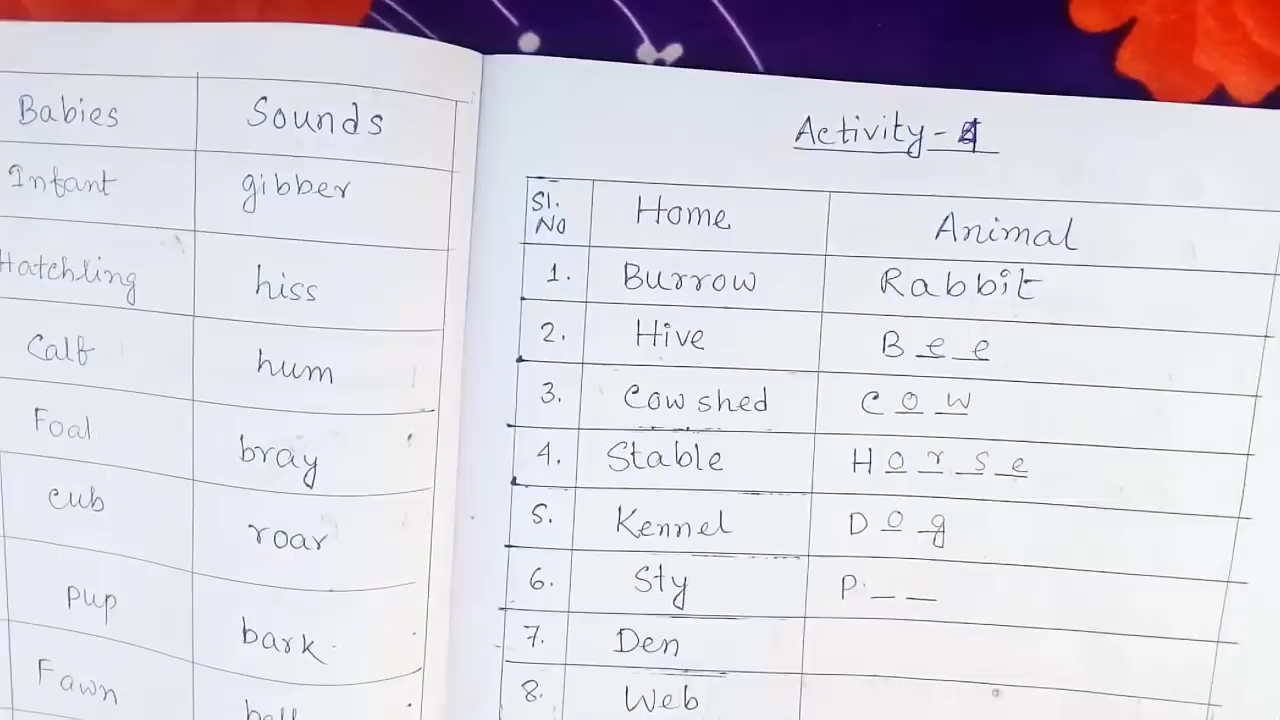 Babies Sounds
Infant gibber
Hatchling hiss
Calf hum
Foal bray
cub roar
pup bark
Fawn
Activity -
Sl. No Home Animal
1. Burrow Rabbit
2. Hive B e e
3. Cow shed C o w
4. Stable H o r s e
5. Kennel D o g
6. Sty P _ _
7. Den
8. Web